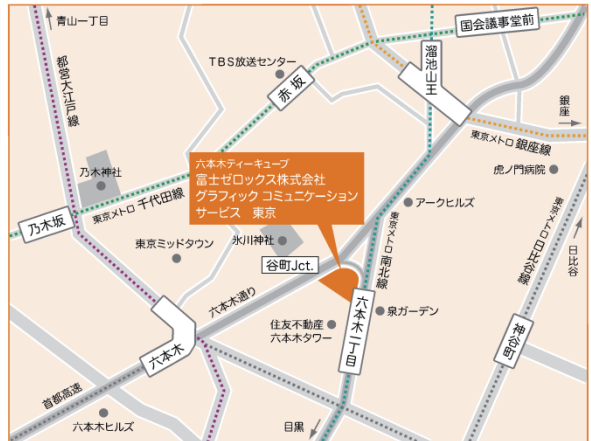 青山一丁目
国会議事堂前
都営大江戸線
TBS放送センター
溜池山王
赤坂
銀座
東京メトロ 銀座線
六本木ティーキューブ
富士ゼロックス株式会社
グラフィック コミュニケーション
サービス 東京
虎ノ門病院
乃木神社
東京メトロ 千代田線
乃木坂
アークヒルズ
東京ミッドタウン
氷川神社
谷町Jct.
東京メトロ 南北線
東京メトロ 日比谷線
日比谷
六本木通り
六本木一丁目
泉ガーデン
住友不動産
六本木タワー
神谷町
六本木
首都高速
六本木ヒルズ
目黒